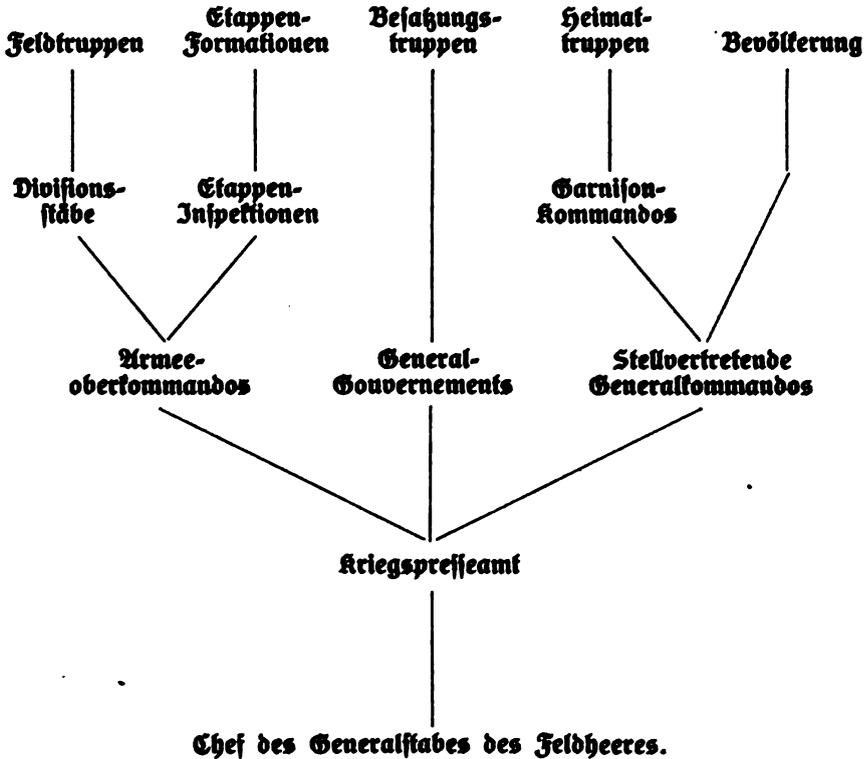 Feldtruppen
Etappen-
Formationen
Besatzungs-
truppen
Heimat-
truppen
Bevölkerung
Divisions-
stäbe
Etappen-
Inspektionen
Garnison-
Kommandos
Armee-
oberkommandos
General-
Gouvernements
Stellvertretende
Generalkommandos
Kriegspresseamt
Chef des Generalstabes des Feldheeres.